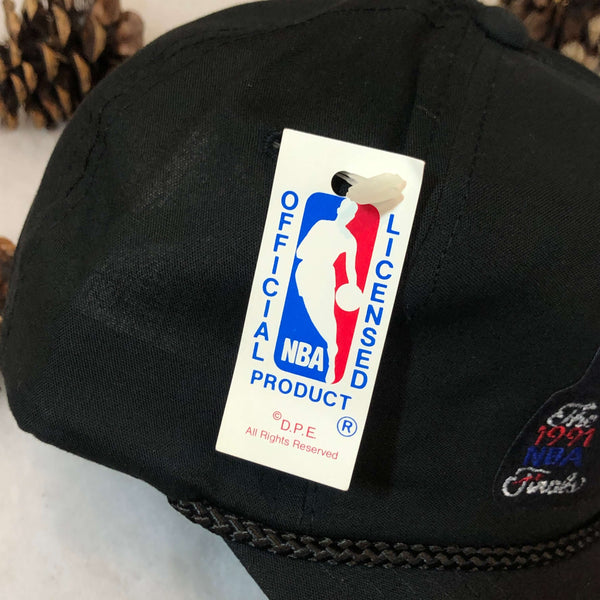 OFFICIAL
LICENSED
NBA
PRODUCT
®
© D.P.E.
All Rights Reserved
The
1991
NBA
Finals